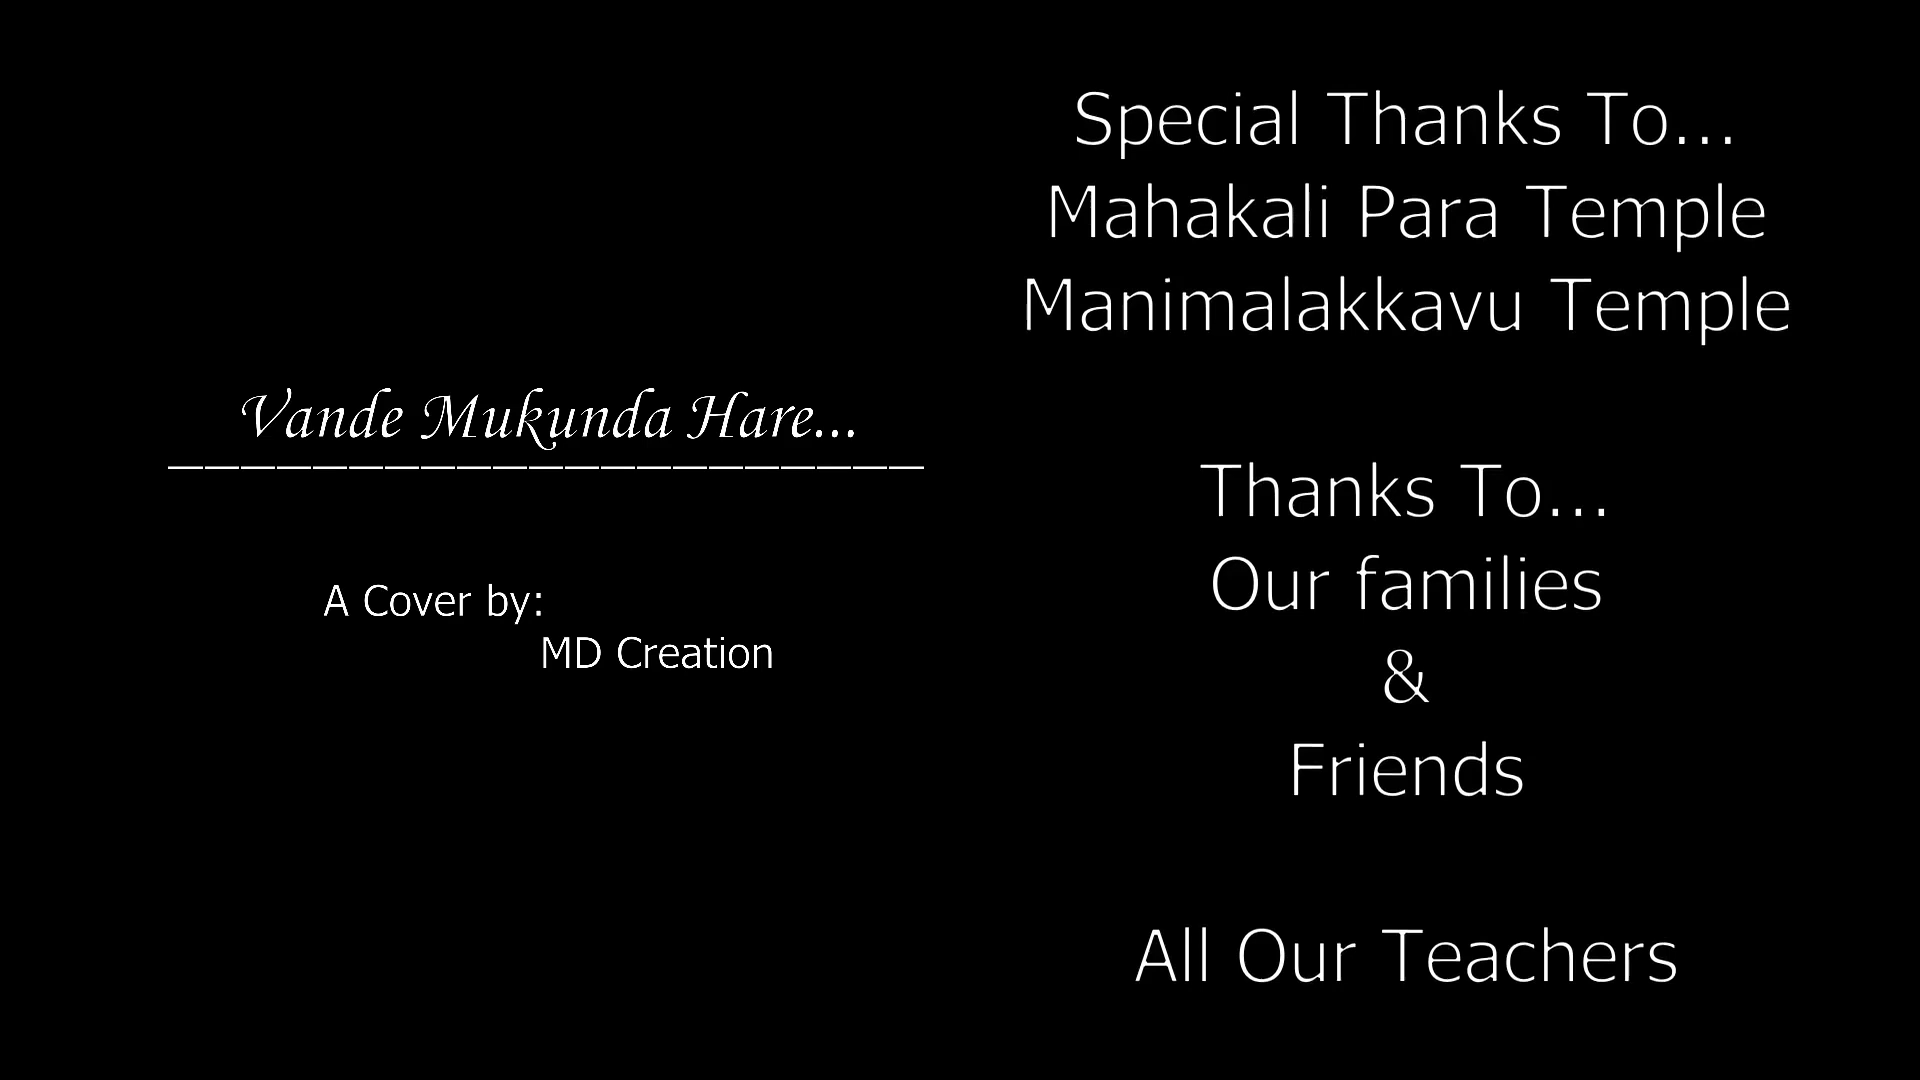 Vande Mukunda Hare...
A Cover by:
MD Creation
Special Thanks To...
Mahakali Para Temple
Manimalakkavu Temple
Thanks To...
Our families
&
Friends
All Our Teachers